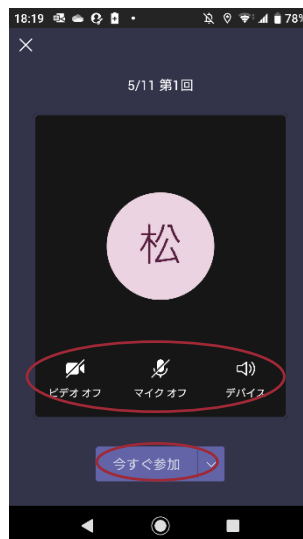 18:19 78%
5/11 第1回
松
ビデオ オフ マイク オフ デバイス
今すぐ参加